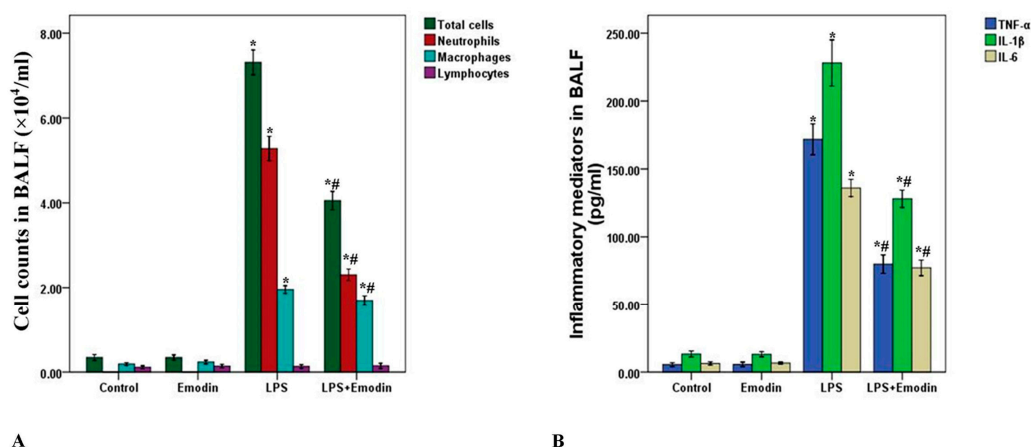 Total cells
Neutrophils
Macrophages
Lymphocytes
Cell counts in BALF (×10⁴/ml)
8.00
6.00
4.00
2.00
0.00
*
*
*
*#
*#
*#
Control
Emodin
LPS
LPS+Emodin
A
TNF-α
IL-1β
IL-6
Inflammatory mediators in BALF
(pg/ml)
250.00
200.00
150.00
100.00
50.00
0.00
*
*
*
*#
*#
*#
Control
Emodin
LPS
LPS+Emodin
B